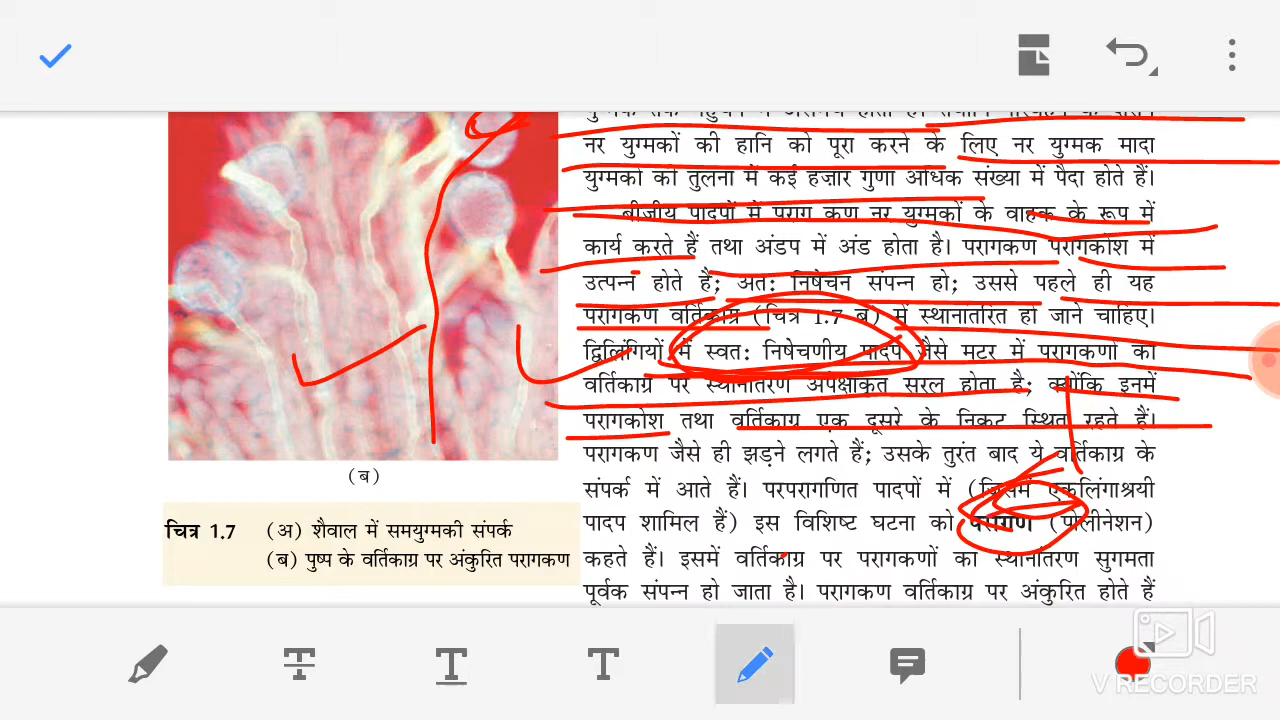 नर युग्मकों की हानि को पूरा करने के लिए नर युग्मक मादा
युग्मकों की तुलना में कई हज़ार गुणा अधिक संख्या में पैदा होते हैं।
बीजीय पादपों में पराग कण नर युग्मकों के वाहक के रूप में
कार्य करते हैं तथा अंडप में अंड होता है। परागकण परागकोश में
उत्पन्न होते हैं; अतः निषेचन संपन्न हो; उससे पहले ही यह
परागकण वर्तिकाग्र (चित्र 1.7 ब) में स्थानांतरित हो जाने चाहिए।
द्विलिंगियों में स्वतः निषेचणीय पादप जैसे मटर में परागकणों का
वर्तिकाग्र पर स्थानांतरण अपेक्षाकृत सरल होता है; क्योंकि इनमें
परागकोश तथा वर्तिकाग्र एक दूसरे के निकट स्थित रहते हैं।
परागकण जैसे ही झड़ने लगते हैं; उसके तुरंत बाद ये वर्तिकाग्र के
संपर्क में आते हैं। परपरागणित पादपों में (जिसमें एकलिंगाश्रयी
पादप शामिल हैं) इस विशिष्ट घटना को परागण (पोलीनेशन)
कहते हैं। इसमें वर्तिकाग्र पर परागकणों का स्थानांतरण सुगमता
पूर्वक संपन्न हो जाता है। परागकण वर्तिकाग्र पर अंकुरित होते हैं
(ब)
चित्र 1.7 (अ) शैवाल में समयुग्मकी संपर्क
(ब) पुष्प के वर्तिकाग्र पर अंकुरित परागकण
T T T
V RECORDER